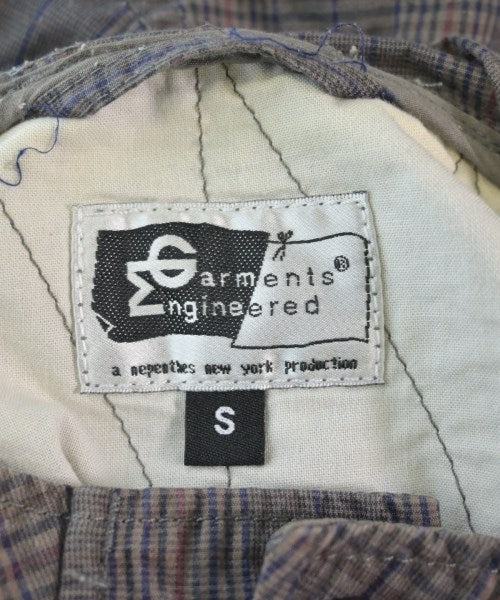 Garments®
Engineered
a nepenthes new york production
S